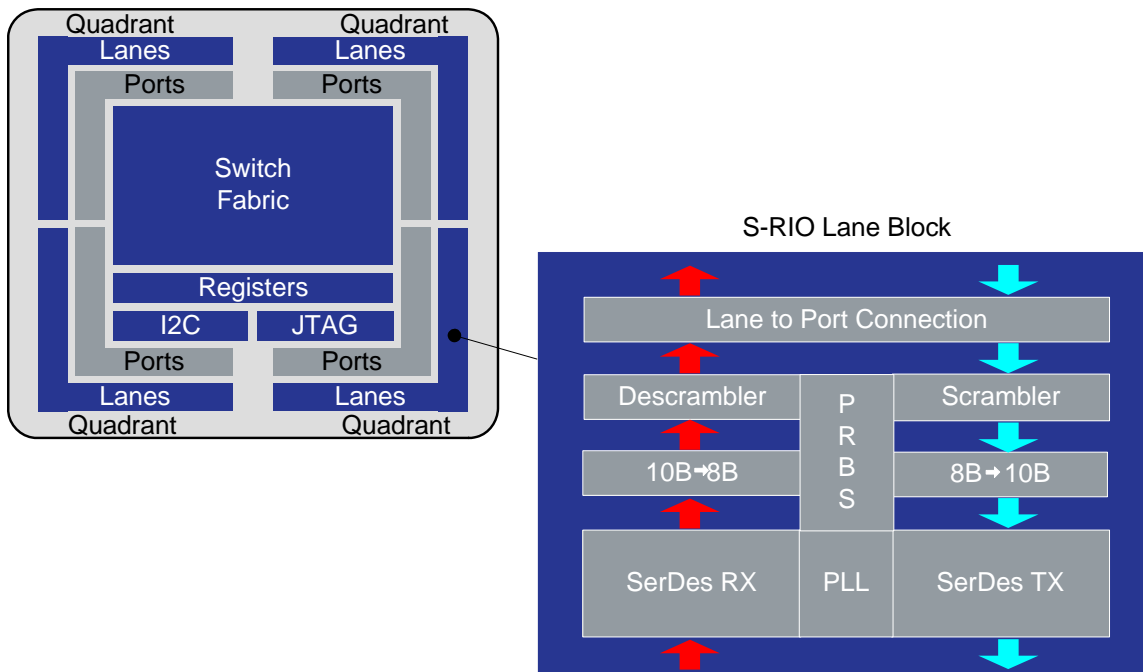 Quadrant
Quadrant
Lanes
Lanes
Ports
Ports
Switch
Fabric
Registers
I2C
JTAG
Ports
Ports
Lanes
Lanes
Quadrant
Quadrant
S-RIO Lane Block
Lane to Port Connection
Descrambler
P
R
B
S
Scrambler
10B➡8B
8B➡10B
SerDes RX
PLL
SerDes TX